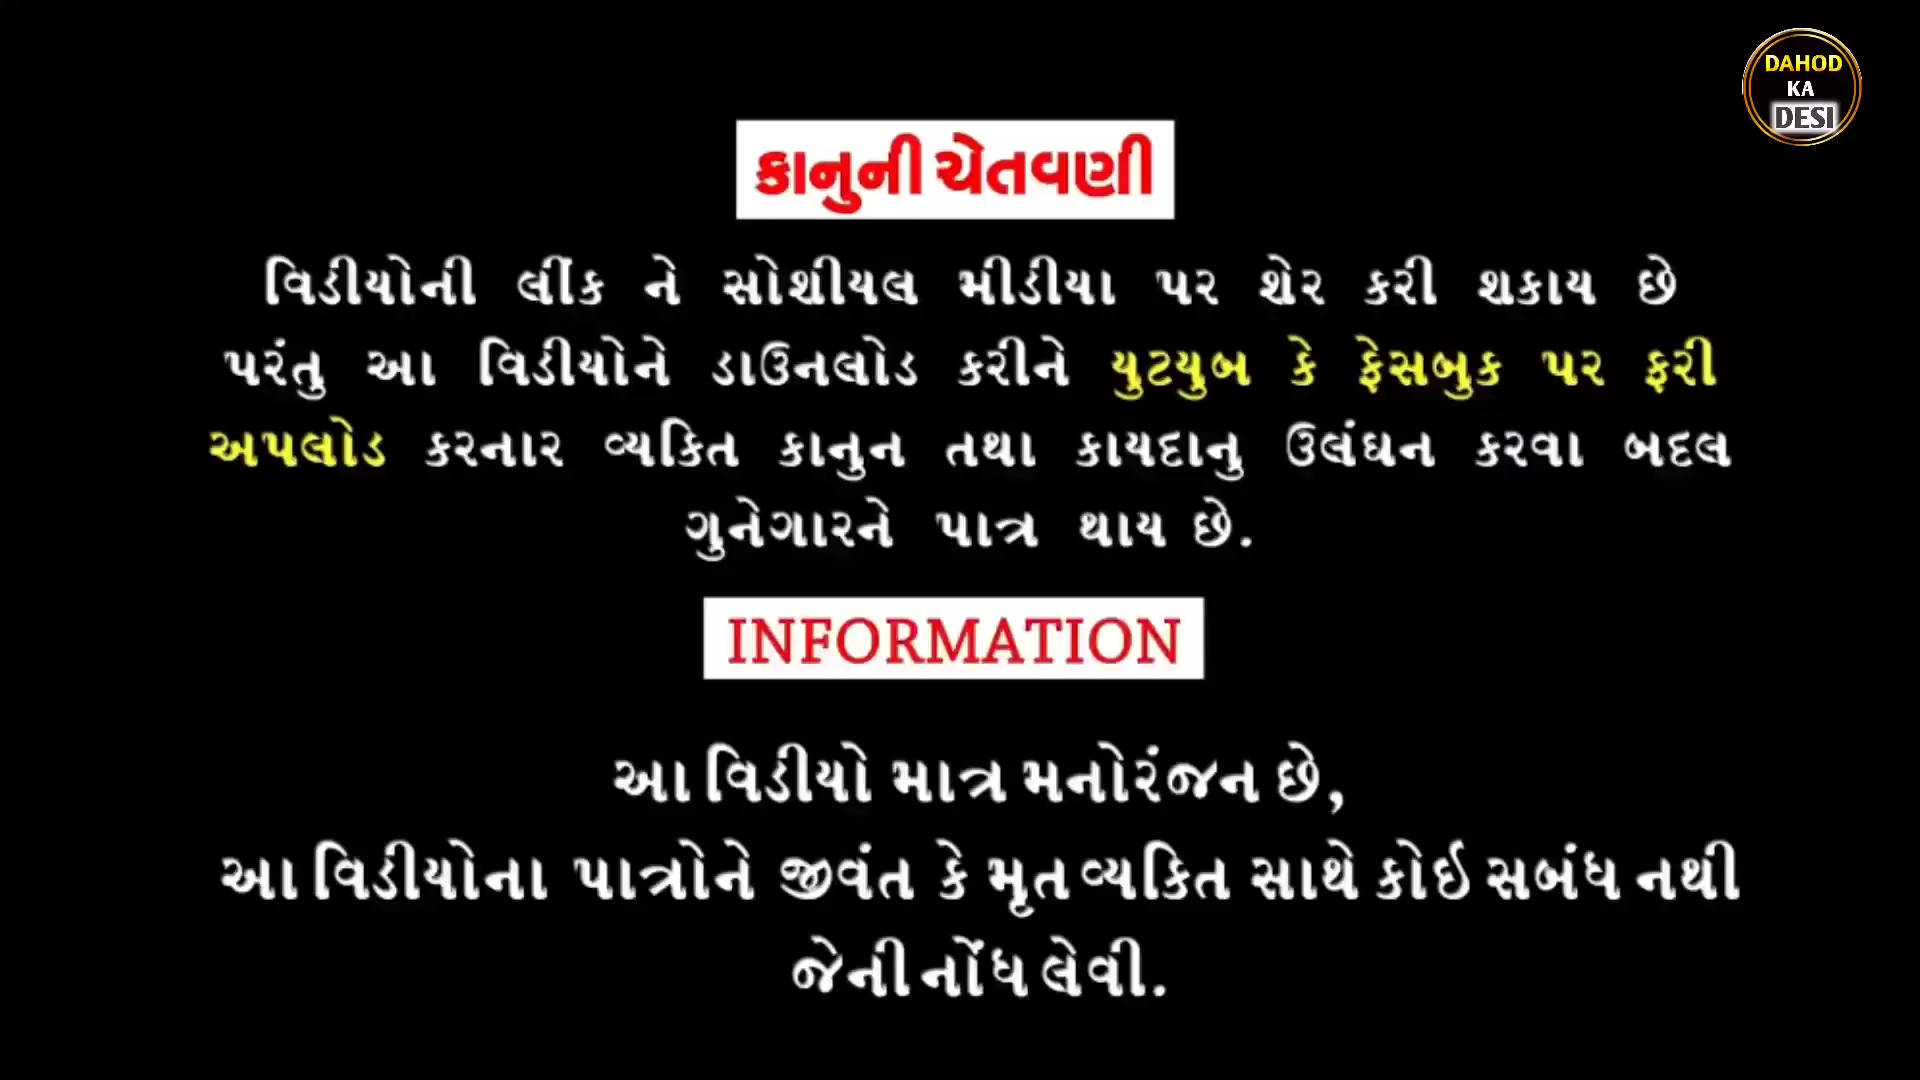 DAHOD
KA
DESI
કાનુની ચેતવણી
વિડીયોની લીંક ને સોશીયલ મીડીયા પર શેર કરી શકાય છે
પરંતુ આ વિડીયોને ડાઉનલોડ કરીને યુટયુબ કે ફેસબુક પર ફરી
અપલોડ કરનાર વ્યકિત કાનુન તથા કાયદાનુ ઉલંઘન કરવા બદલ
ગુનેગારને પાત્ર થાય છે.
INFORMATION
આ વિડીયો માત્ર મનોરંજન છે,
આ વિડીયોના પાત્રોને જીવંત કે મૃત વ્યકિત સાથે કોઇ સબંધ નથી
જેની નોંધ લેવી.